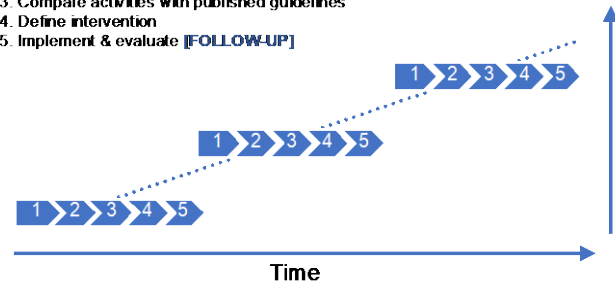 3. Compare activities with published guidelines
4. Define intervention
5. Implement & evaluate [FOLLOW-UP]
1 2 3 4 5
1 2 3 4 5
1 2 3 4 5
Time